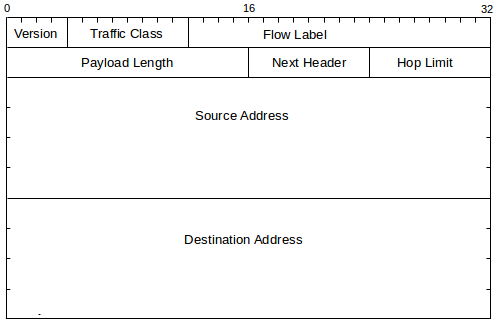 0 16 32
Version Traffic Class Flow Label
Payload Length Next Header Hop Limit
Source Address
Destination Address